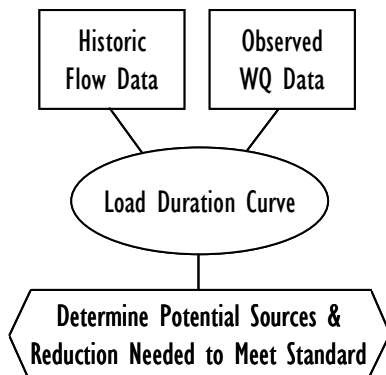 Historic
Flow Data
Observed
WQ Data
Load Duration Curve
Determine Potential Sources &
Reduction Needed to Meet Standard